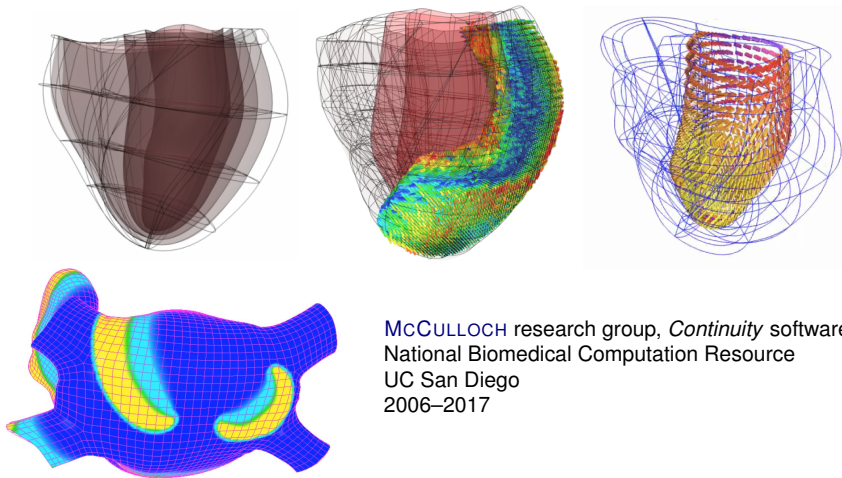 MCCULLOCH research group, Continuity software
National Biomedical Computation Resource
UC San Diego
2006–2017